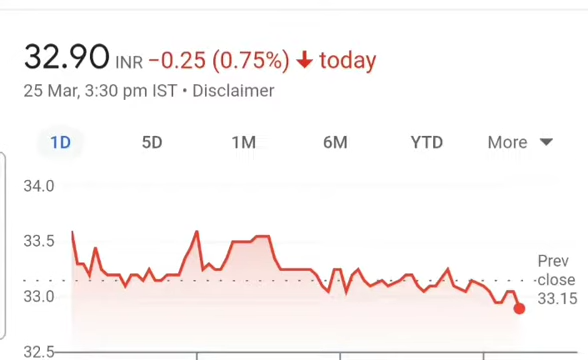 32.90 INR −0.25 (0.75%) ↓ today
25 Mar, 3:30 pm IST • Disclaimer
1D 5D 1M 6M YTD More
34.0
33.5
Prev
close
33.15
33.0
32.5